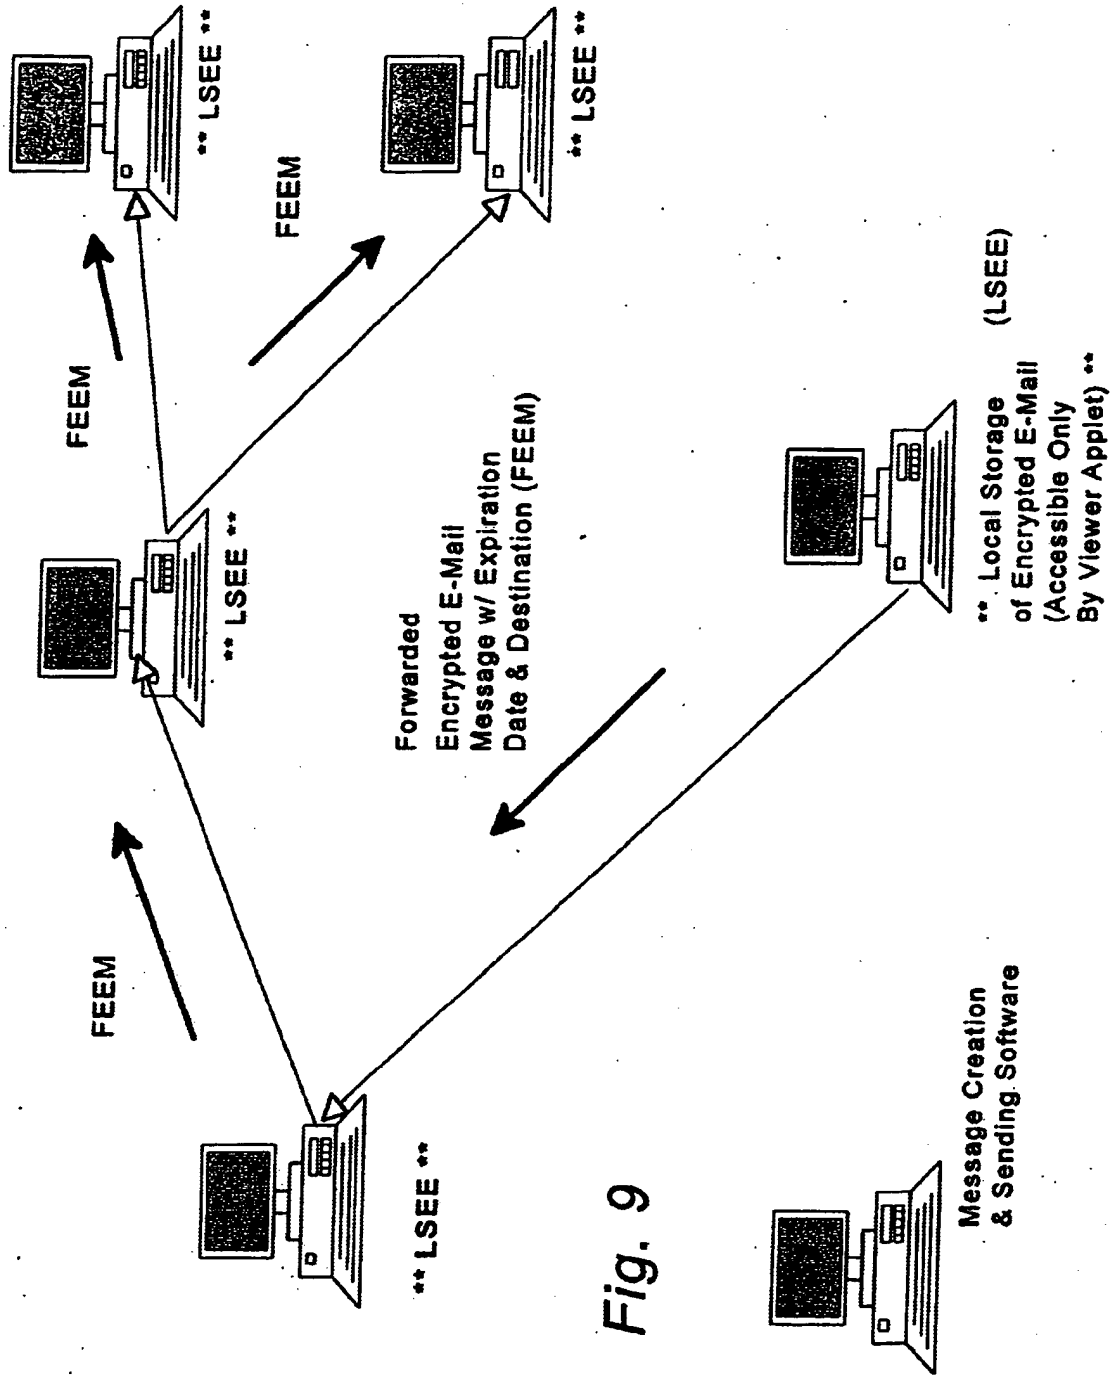 FEEM
** LSEE **
FEEM
** LSEE **
FEEM
** LSEE **
** LSEE **
Forwarded
Encrypted E-Mail
Message w/ Expiration
Date & Destination (FEEM)
Fig. 9
Message Creation
& Sending Software
** Local Storage (LSEE)
of Encrypted E-Mail
(Accessible Only
By Viewer Applet) **